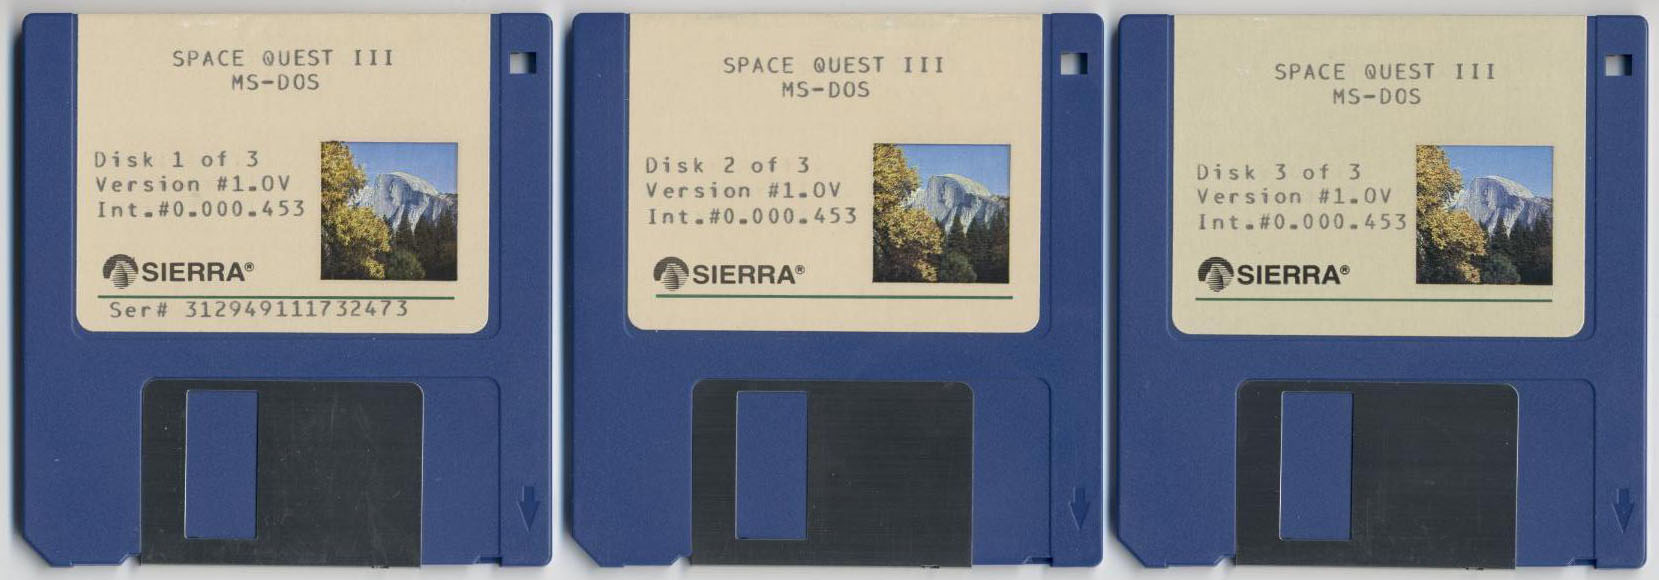 SPACE QUEST III
MS-DOS
Disk 1 of 3
Version #1.0V
Int.#0.000.453
SIERRA®
Ser# 312949111732473
SPACE QUEST III
MS-DOS
Disk 2 of 3
Version #1.0V
Int.#0.000.453
SIERRA®
SPACE QUEST III
MS-DOS
Disk 3 of 3
Version #1.0V
Int.#0.000.453
SIERRA®